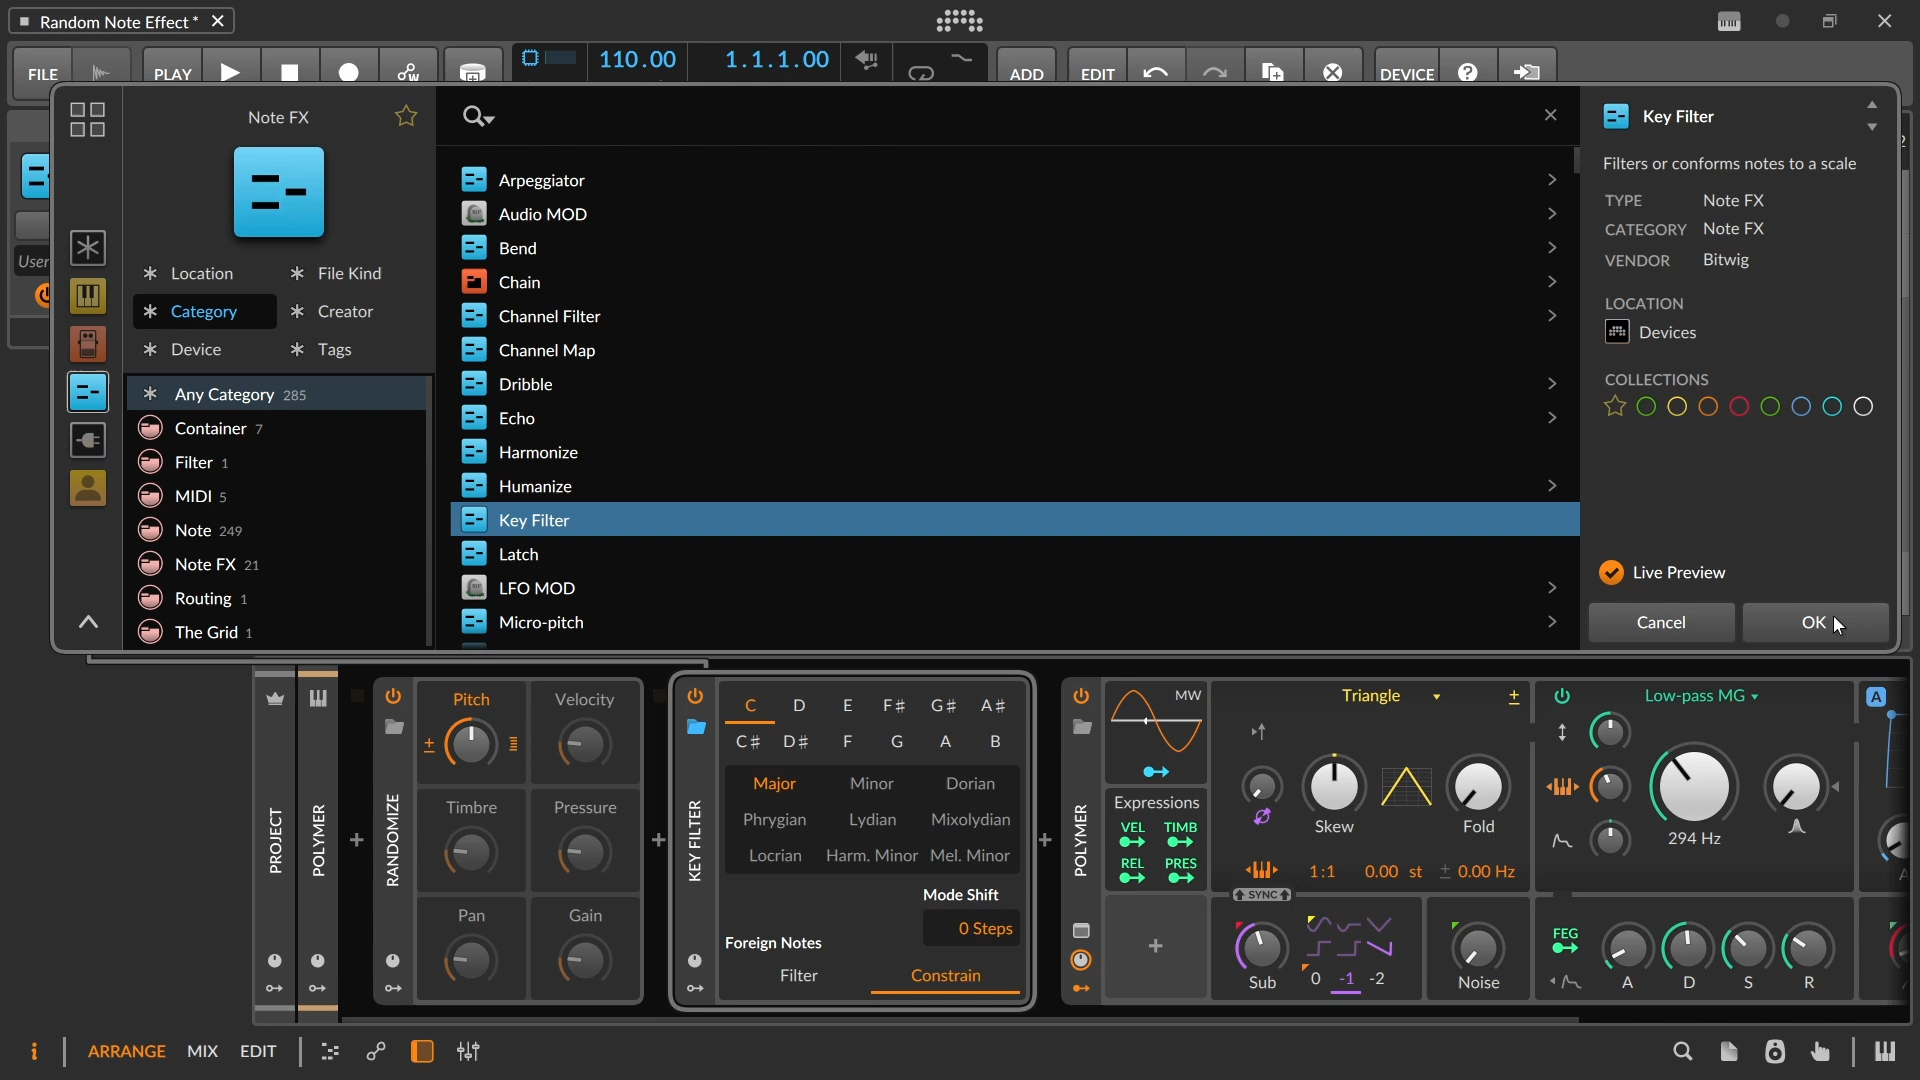 Random Note Effect *
FILE
PLAY
110.00
1.1.1.00
ADD
EDIT
DEVICE
Note FX
Location
File Kind
Category
Creator
Device
Tags
Any Category 285
Container 7
Filter 1
MIDI 5
Note 249
Note FX 21
Routing 1
The Grid 1
User
Arpeggiator
Audio MOD
Bend
Chain
Channel Filter
Channel Map
Dribble
Echo
Harmonize
Humanize
Key Filter
Latch
LFO MOD
Micro-pitch
Key Filter
Filters or conforms notes to a scale
TYPE Note FX
CATEGORY Note FX
VENDOR Bitwig
LOCATION
Devices
COLLECTIONS
Live Preview
Cancel
OK
PROJECT
POLYMER
RANDOMIZE
Pitch
Velocity
Timbre
Pressure
Pan
Gain
KEY FILTER
C D E F♯ G♯ A♯
C♯ D♯ F G A B
Major Minor Dorian
Phrygian Lydian Mixolydian
Locrian Harm. Minor Mel. Minor
Mode Shift
0 Steps
Foreign Notes
Filter Constrain
POLYMER
MW
Expressions
VEL TIMB
REL PRES
Triangle
Skew
Fold
1:1 0.00 st ± 0.00 Hz
SYNC
Sub
0 -1 -2
Noise
Low-pass MG
294 Hz
FEG
A D S R
A
ARRANGE MIX EDIT